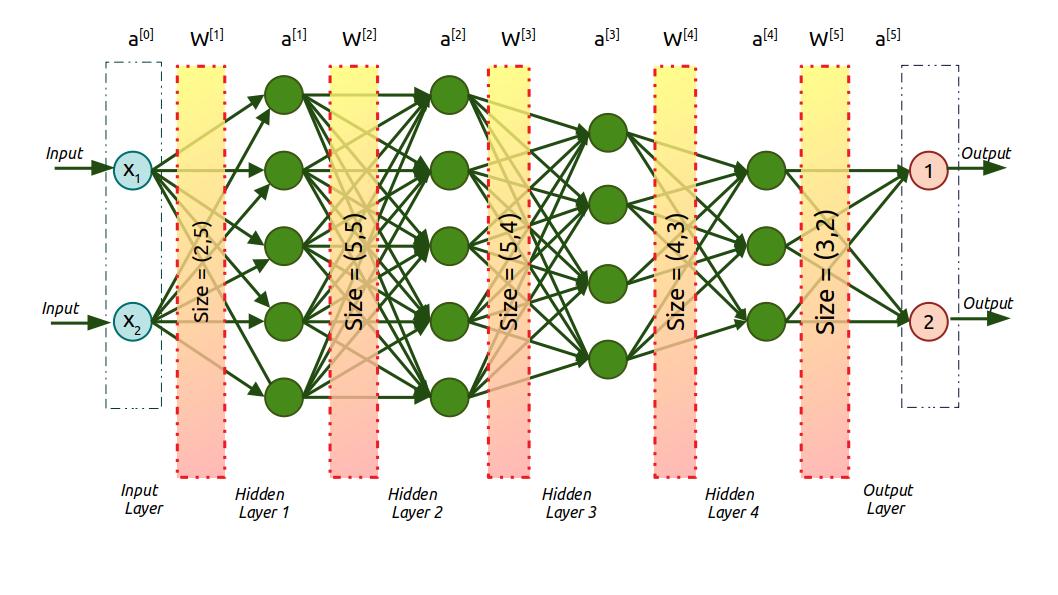 a[0] W[1] a[1] W[2] a[2] W[3] a[3] W[4] a[4] W[5] a[5]
Input
Output
x1
1
Size = (2,5)
Size = (5,5)
Size = (5,4)
Size = (4,3)
Size = (3,2)
Input
Output
X2
2
Input
Layer
Hidden
Layer 1
Hidden
Layer 2
Hidden
Layer 3
Hidden
Layer 4
Output
Layer